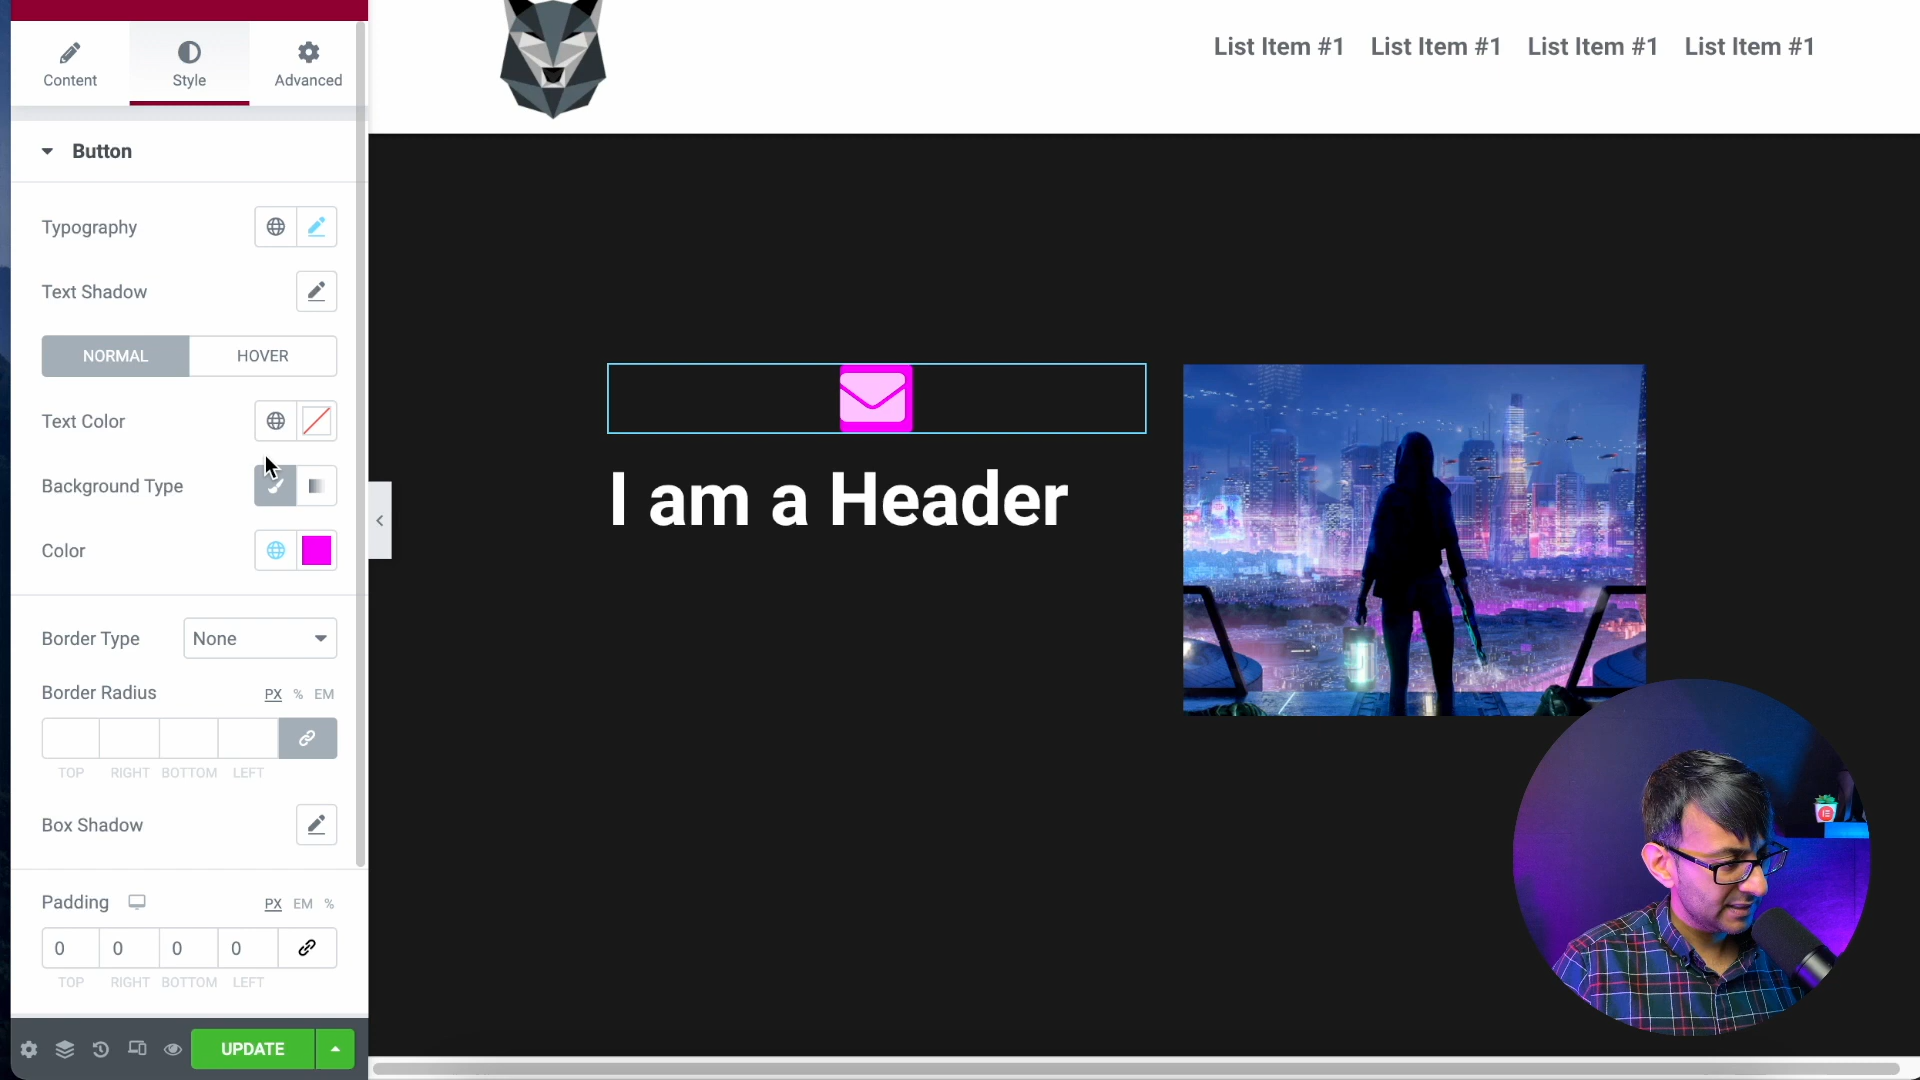 Content
Style
Advanced
List Item #1 List Item #1 List Item #1 List Item #1
Button
Typography
Text Shadow
NORMAL
HOVER
Text Color
Background Type
Color
I am a Header
Border Type
None
Border Radius
PX % EM
TOP RIGHT BOTTOM LEFT
Box Shadow
Padding
PX EM %
0 0 0 0
TOP RIGHT BOTTOM LEFT
UPDATE